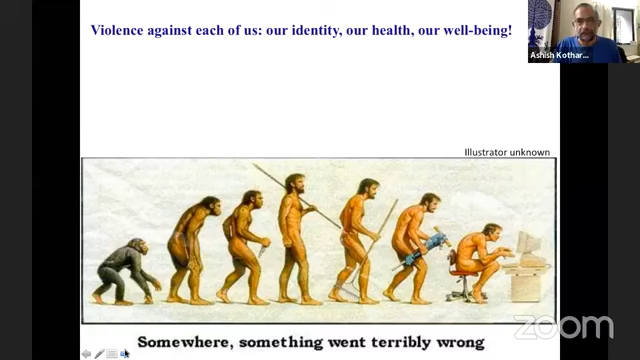 Violence against each of us: our identity, our health, our well-being!
Ashish Kothar...
Illustrator unknown
Somewhere, something went terribly wrong
zoom